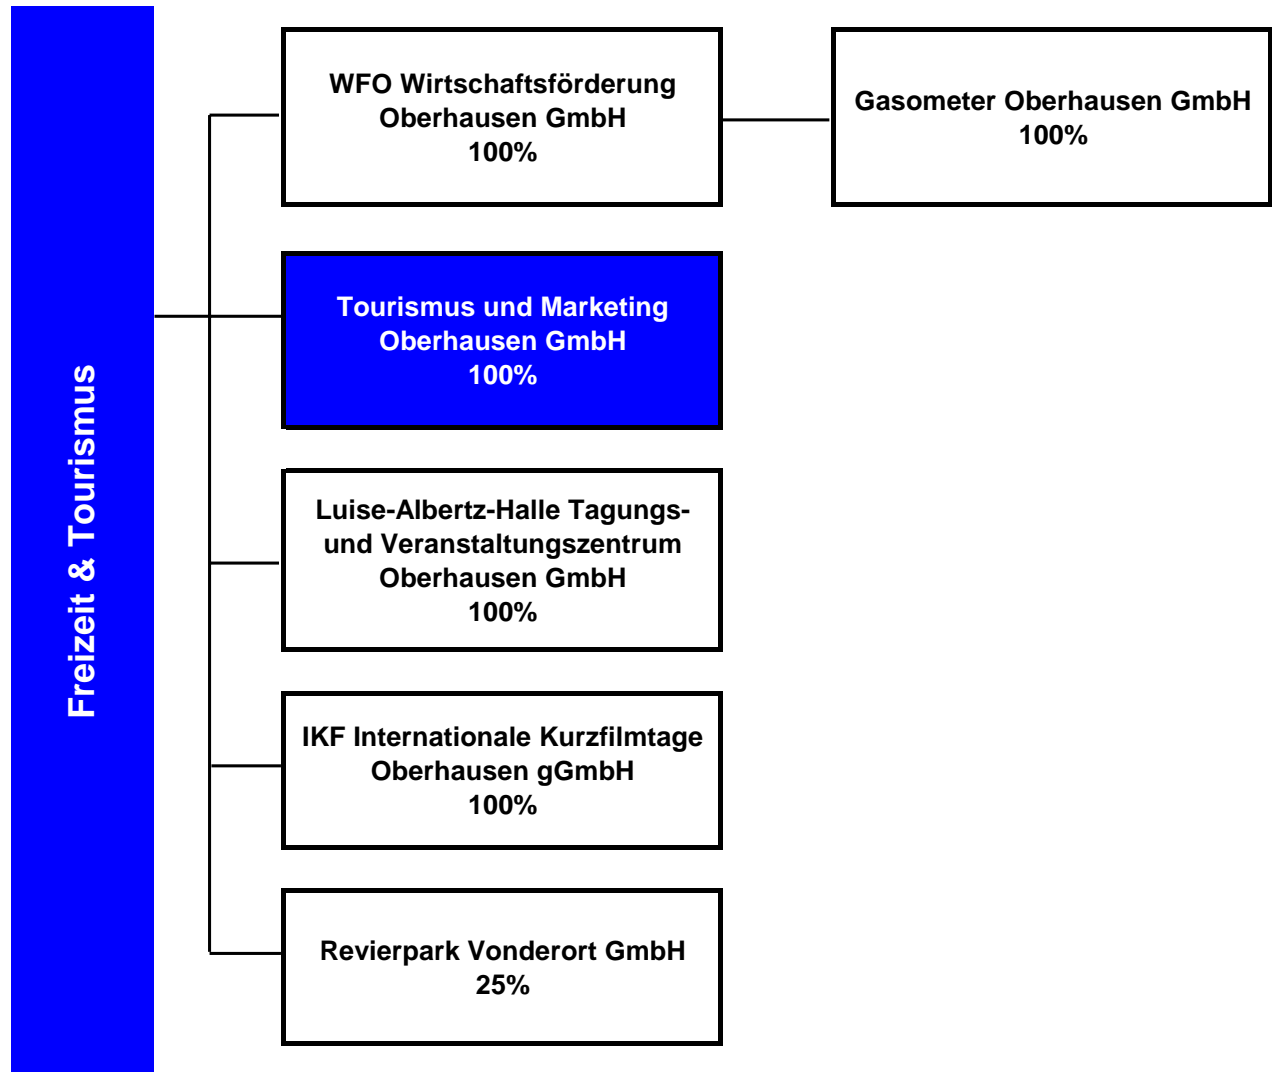 Freizeit & Tourismus
WFO Wirtschaftsförderung
Oberhausen GmbH
100%
Gasometer Oberhausen GmbH
100%
Tourismus und Marketing
Oberhausen GmbH
100%
Luise-Albertz-Halle Tagungs-
und Veranstaltungszentrum
Oberhausen GmbH
100%
IKF Internationale Kurzfilmtage
Oberhausen gGmbH
100%
Revierpark Vonderort GmbH
25%